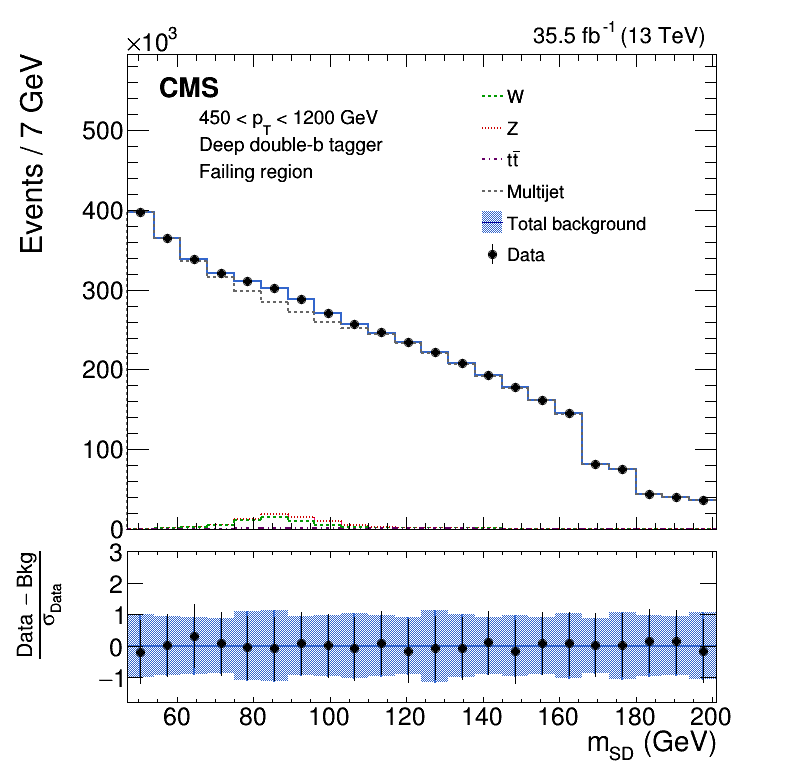 ×10³
35.5 fb⁻¹ (13 TeV)
Events / 7 GeV
CMS
450 < p_T < 1200 GeV
Deep double-b tagger
Failing region
W
Z
tt̄
Multijet
Total background
Data
500
400
300
200
100
0
Data − Bkg
σ_Data
3
2
1
0
−1
60 80 100 120 140 160 180 200
m_SD (GeV)